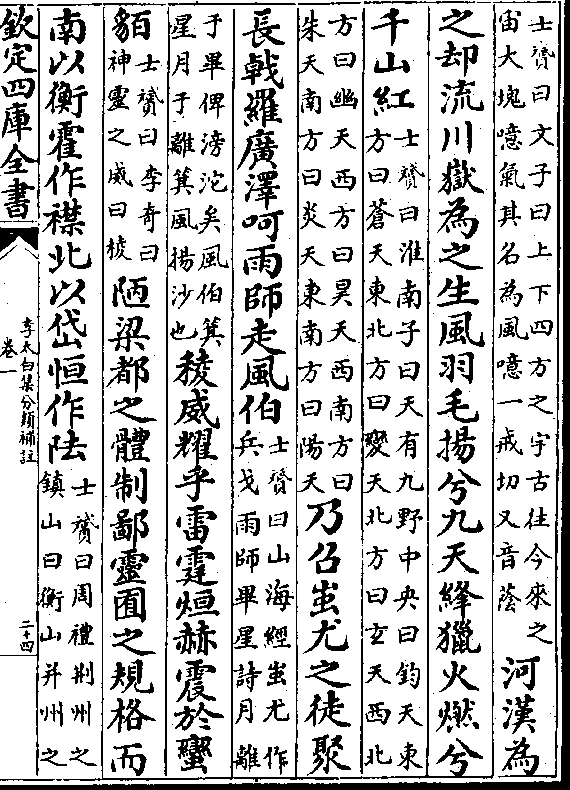 士贇曰文子曰上下四方之宇古往今來之
宙大塊噫氣其名為風噫一戒切又音蔭
河漢為
之却流川嶽為之生風羽毛揚兮九天絳獵火燃兮
千山紅
士贇曰淮南子曰天有九野中央曰鈞天東
方曰蒼天東北方曰變天北方曰玄天西北
方曰幽天西方曰昊天西南方曰
朱天南方曰炎天東南方曰陽天
乃召蚩尤之徒聚
長戟羅廣澤呵雨師走風伯
士贇曰山海經蚩尤作
兵戈雨師畢星詩月離
于畢俾滂沱矣風伯箕
星月于離箕風揚沙也
稜威耀乎雷霆烜赫震於蠻
貊
士贇曰李奇曰
神靈之威曰稜
陋梁都之體制鄙靈囿之規格而
南以衡霍作襟北以岱恒作阹
士贇曰周禮荆州之
鎮山曰衡山并州之
欽定四庫全書
李太白集分類補註
卷一
二十四